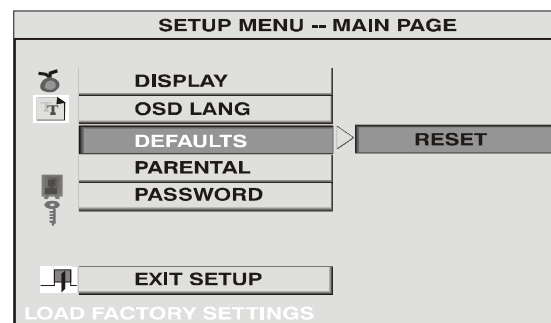 SETUP MENU -- MAIN PAGE
DISPLAY
OSD LANG
DEFAULTS RESET
PARENTAL
PASSWORD
EXIT SETUP
LOAD FACTORY SETTINGS